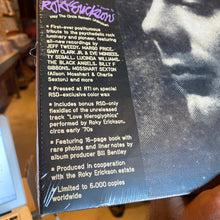 Roky Erickson
• First-ever posthumous
tribute to the psychedelic rock
luminary and pioneer, featuring
all-new recordings from
JEFF TWEEDY, MARGO PRICE,
GARY CLARK JR. & EVE MONSEES,
TY SEGALL, LUCINDA WILLIAMS,
THE BLACK ANGELS, BILLY F
GIBBONS, MOSSHART SEXTON
(Alison Mosshart & Charlie
Sexton) and more
• Pressed at RTI on special
RSD-exclusive color wax
• Includes bonus RSD-only
flexidisc of the unreleased
track "Love Hieroglyphics"
performed by Roky Erickson,
circa early '70s
• Featuring 16-page book with
rare photos and liner notes by
album producer Bill Bentley
• Produced in cooperation
with the Roky Erickson estate
• Limited to 5,000 copies
worldwide